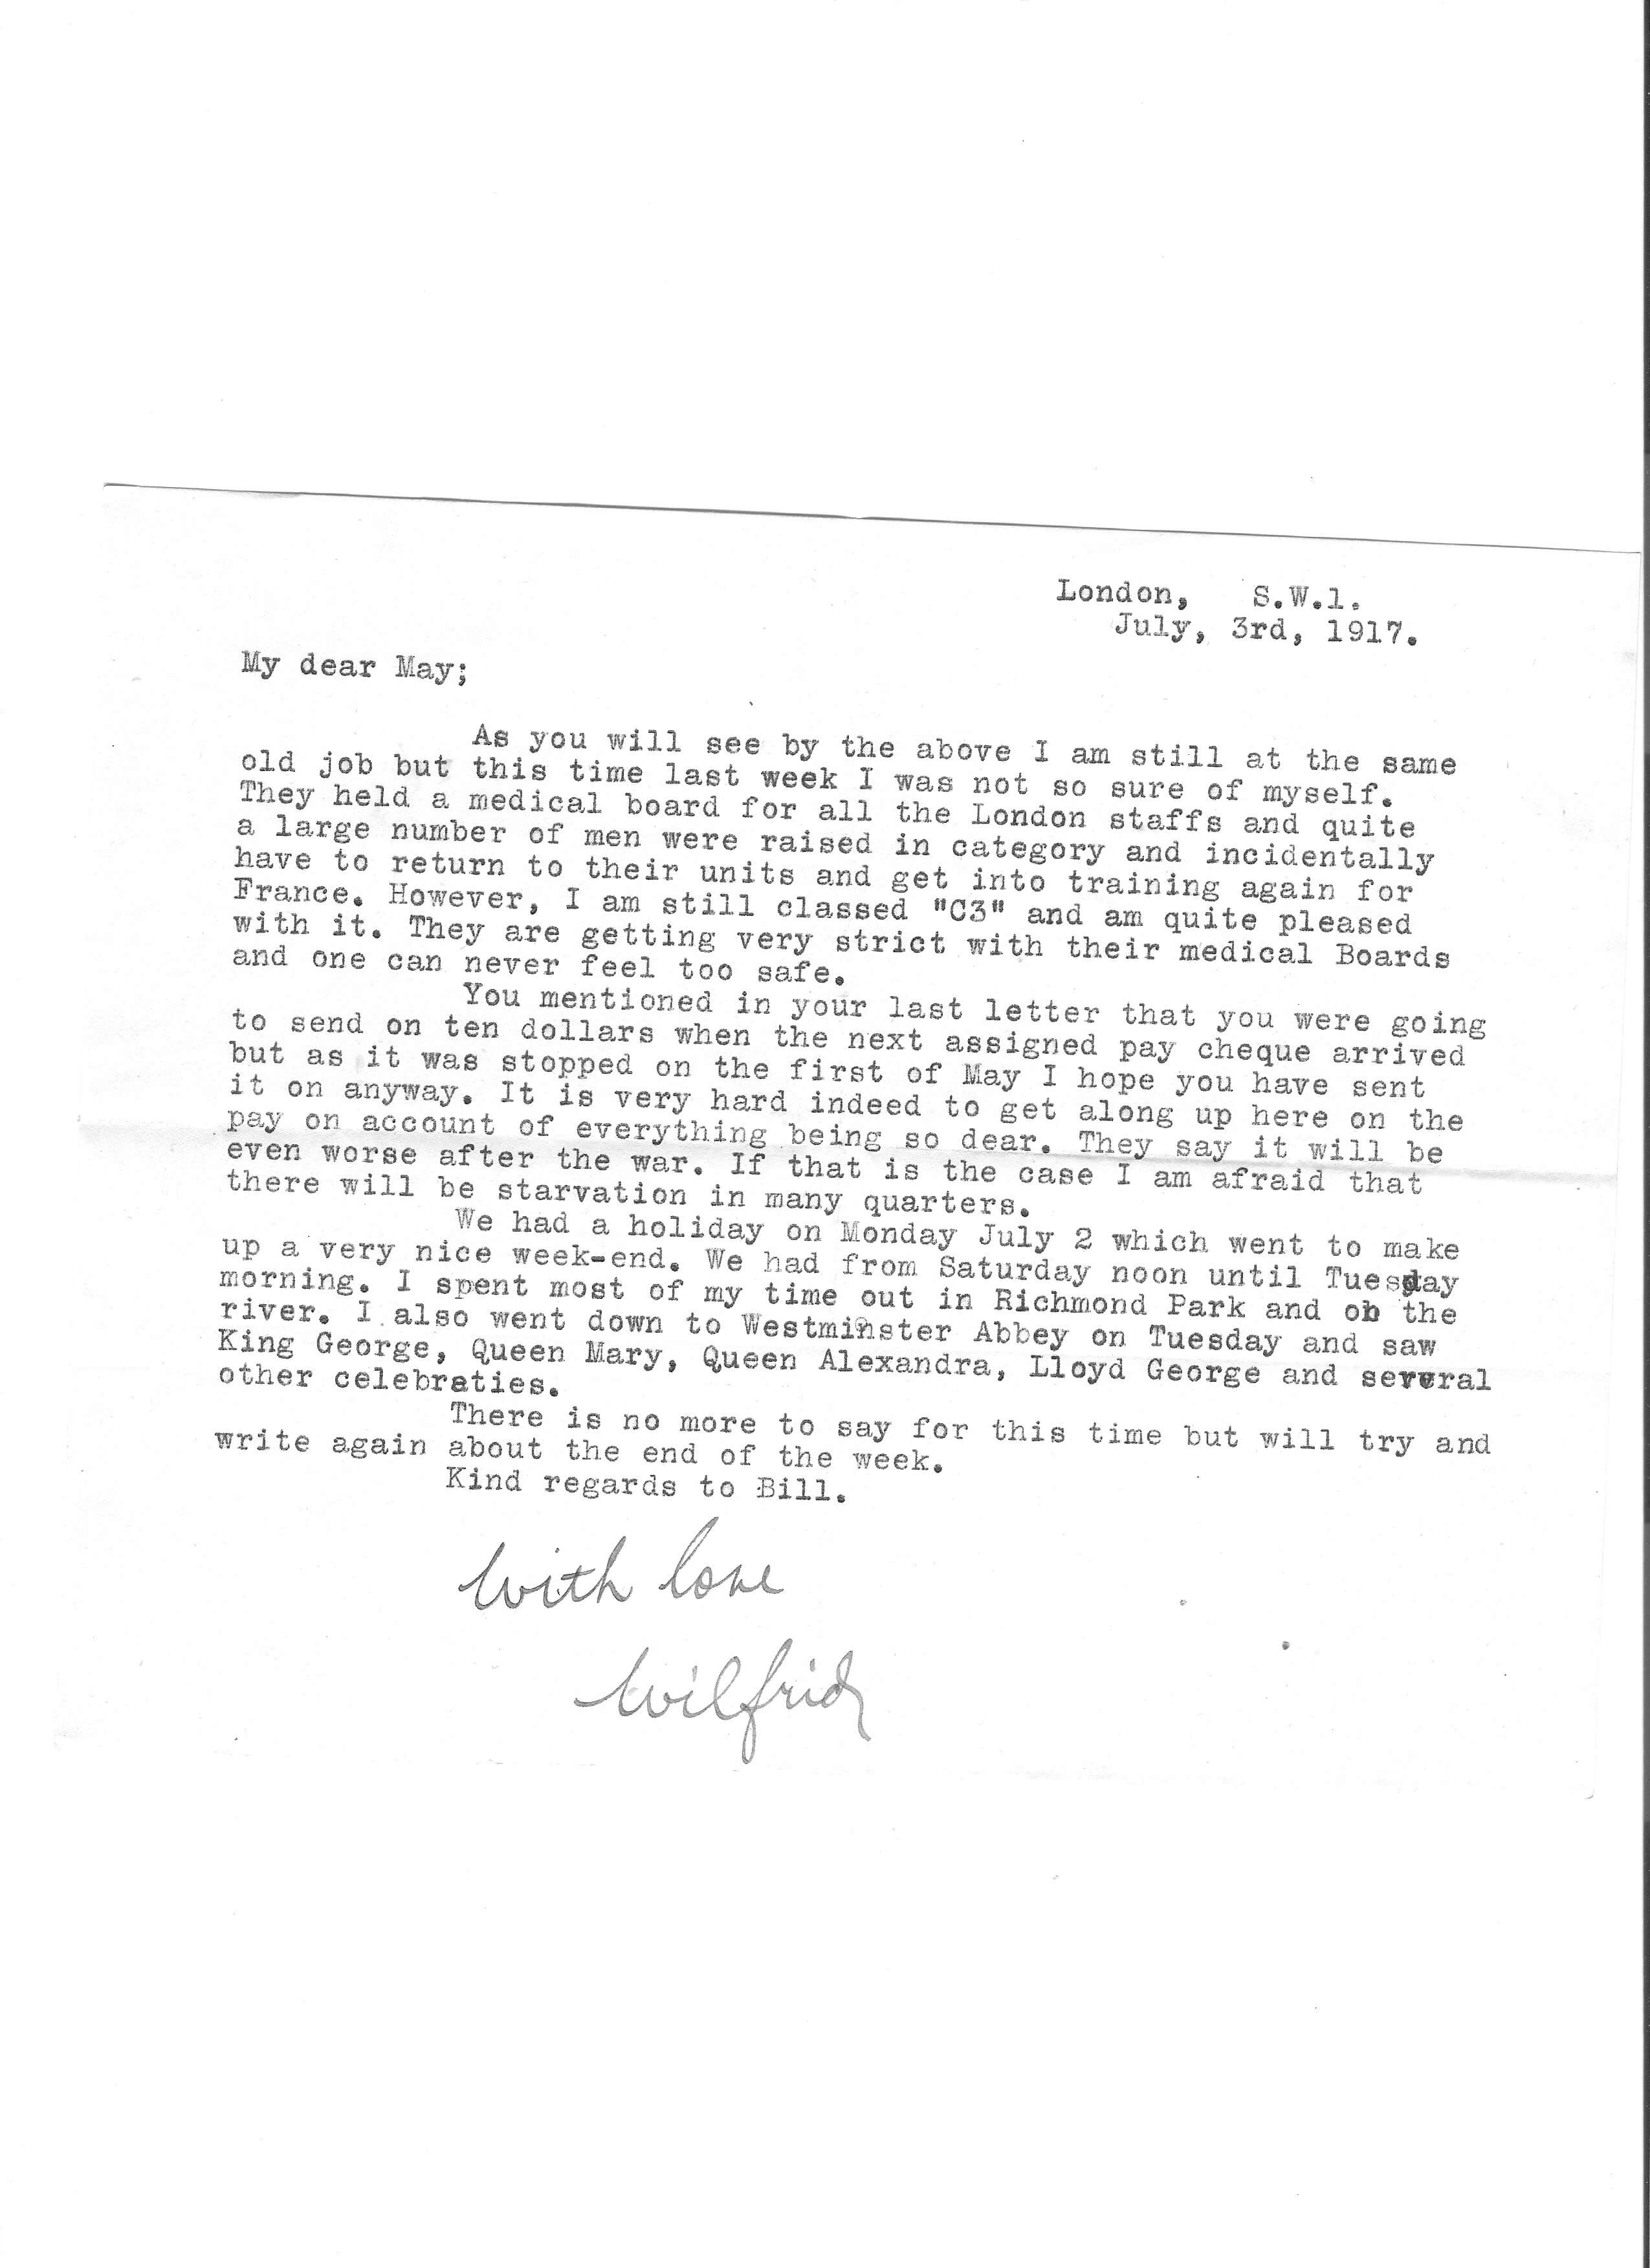 London,   S.W.1.
July, 3rd, 1917.
My dear May;
As you will see by the above I am still at the same
old job but this time last week I was not so sure of myself.
They held a medical board for all the London staffs and quite
a large number of men were raised in category and incidentally
have to return to their units and get into training again for
France. However, I am still classed "C3" and am quite pleased
with it. They are getting very strict with their medical Boards
and one can never feel too safe.
You mentioned in your last letter that you were going
to send on ten dollars when the next assigned pay cheque arrived
but as it was stopped on the first of May I hope you have sent
it on anyway. It is very hard indeed to get along up here on the
pay on account of everything being so dear. They say it will be
even worse after the war. If that is the case I am afraid that
there will be starvation in many quarters.
We had a holiday on Monday July 2 which went to make
up a very nice week-end. We had from Saturday noon until Tuesday
morning. I spent most of my time out in Richmond Park and ob the
river. I also went down to Westminster Abbey on Tuesday and saw
King George, Queen Mary, Queen Alexandra, Lloyd George and several
other celebraties.
There is no more to say for this time but will try and
write again about the end of the week.
Kind regards to Bill.
With love
Wilfrid